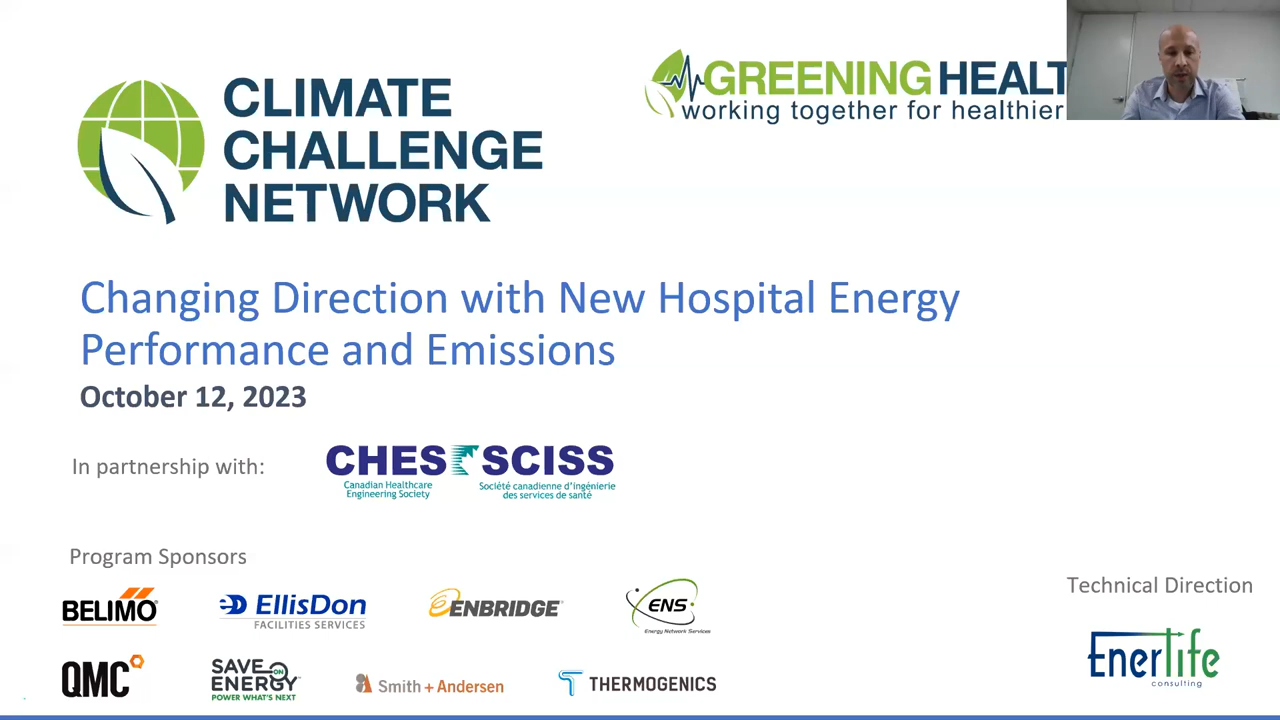 CLIMATE
CHALLENGE
NETWORK
GREENING HEALT
working together for healthier
Changing Direction with New Hospital Energy
Performance and Emissions
October 12, 2023
In partnership with:
CHES SCISS
Canadian Healthcare
Engineering Society
Société canadienne d'ingénierie
des services de santé
Program Sponsors
BELIMO
EllisDon
FACILITIES SERVICES
ENBRIDGE
ENS
Energy Network Services
QMC
SAVE ON
ENERGY
POWER WHAT'S NEXT
Smith + Andersen
THERMOGENICS
Technical Direction
Enerlife
consulting